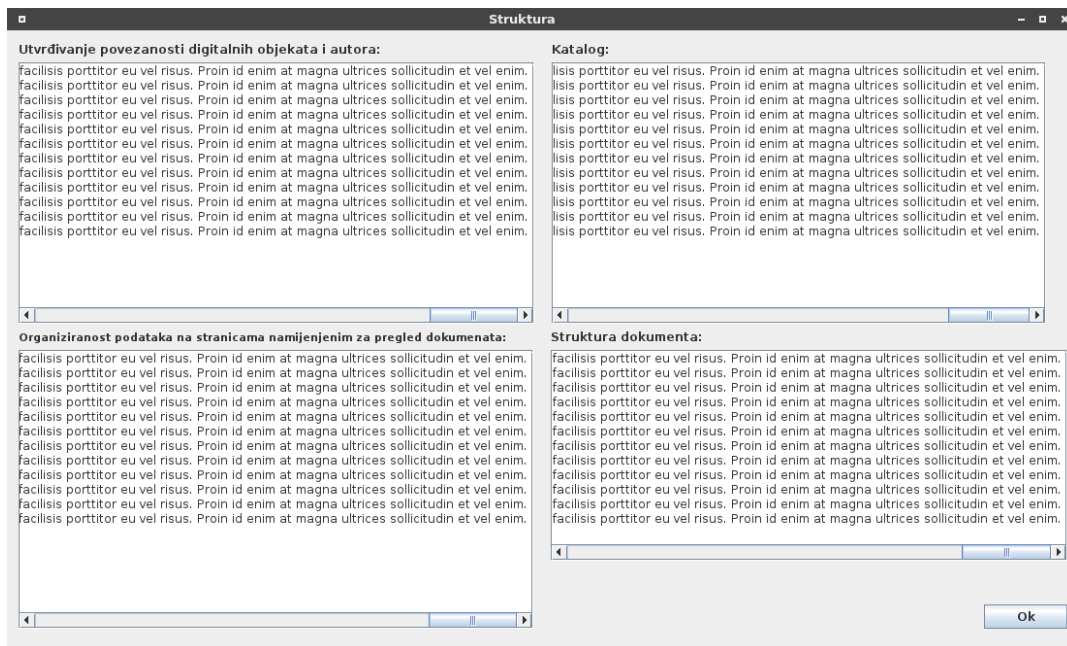 Struktura
Utvrđivanje povezanosti digitalnih objekata i autora:
facilisis porttitor eu vel risus. Proin id enim at magna ultrices sollicitudin et vel enim.
facilisis porttitor eu vel risus. Proin id enim at magna ultrices sollicitudin et vel enim.
facilisis porttitor eu vel risus. Proin id enim at magna ultrices sollicitudin et vel enim.
facilisis porttitor eu vel risus. Proin id enim at magna ultrices sollicitudin et vel enim.
facilisis porttitor eu vel risus. Proin id enim at magna ultrices sollicitudin et vel enim.
facilisis porttitor eu vel risus. Proin id enim at magna ultrices sollicitudin et vel enim.
facilisis porttitor eu vel risus. Proin id enim at magna ultrices sollicitudin et vel enim.
facilisis porttitor eu vel risus. Proin id enim at magna ultrices sollicitudin et vel enim.
facilisis porttitor eu vel risus. Proin id enim at magna ultrices sollicitudin et vel enim.
facilisis porttitor eu vel risus. Proin id enim at magna ultrices sollicitudin et vel enim.
facilisis porttitor eu vel risus. Proin id enim at magna ultrices sollicitudin et vel enim.
facilisis porttitor eu vel risus. Proin id enim at magna ultrices sollicitudin et vel enim.
Katalog:
lisis porttitor eu vel risus. Proin id enim at magna ultrices sollicitudin et vel enim.
lisis porttitor eu vel risus. Proin id enim at magna ultrices sollicitudin et vel enim.
lisis porttitor eu vel risus. Proin id enim at magna ultrices sollicitudin et vel enim.
lisis porttitor eu vel risus. Proin id enim at magna ultrices sollicitudin et vel enim.
lisis porttitor eu vel risus. Proin id enim at magna ultrices sollicitudin et vel enim.
lisis porttitor eu vel risus. Proin id enim at magna ultrices sollicitudin et vel enim.
lisis porttitor eu vel risus. Proin id enim at magna ultrices sollicitudin et vel enim.
lisis porttitor eu vel risus. Proin id enim at magna ultrices sollicitudin et vel enim.
lisis porttitor eu vel risus. Proin id enim at magna ultrices sollicitudin et vel enim.
lisis porttitor eu vel risus. Proin id enim at magna ultrices sollicitudin et vel enim.
lisis porttitor eu vel risus. Proin id enim at magna ultrices sollicitudin et vel enim.
lisis porttitor eu vel risus. Proin id enim at magna ultrices sollicitudin et vel enim.
Organiziranost podataka na stranicama namijenjenim za pregled dokumenata:
facilisis porttitor eu vel risus. Proin id enim at magna ultrices sollicitudin et vel enim.
facilisis porttitor eu vel risus. Proin id enim at magna ultrices sollicitudin et vel enim.
facilisis porttitor eu vel risus. Proin id enim at magna ultrices sollicitudin et vel enim.
facilisis porttitor eu vel risus. Proin id enim at magna ultrices sollicitudin et vel enim.
facilisis porttitor eu vel risus. Proin id enim at magna ultrices sollicitudin et vel enim.
facilisis porttitor eu vel risus. Proin id enim at magna ultrices sollicitudin et vel enim.
facilisis porttitor eu vel risus. Proin id enim at magna ultrices sollicitudin et vel enim.
facilisis porttitor eu vel risus. Proin id enim at magna ultrices sollicitudin et vel enim.
facilisis porttitor eu vel risus. Proin id enim at magna ultrices sollicitudin et vel enim.
facilisis porttitor eu vel risus. Proin id enim at magna ultrices sollicitudin et vel enim.
facilisis porttitor eu vel risus. Proin id enim at magna ultrices sollicitudin et vel enim.
facilisis porttitor eu vel risus. Proin id enim at magna ultrices sollicitudin et vel enim.
Struktura dokumenta:
facilisis porttitor eu vel risus. Proin id enim at magna ultrices sollicitudin et vel enim.
facilisis porttitor eu vel risus. Proin id enim at magna ultrices sollicitudin et vel enim.
facilisis porttitor eu vel risus. Proin id enim at magna ultrices sollicitudin et vel enim.
facilisis porttitor eu vel risus. Proin id enim at magna ultrices sollicitudin et vel enim.
facilisis porttitor eu vel risus. Proin id enim at magna ultrices sollicitudin et vel enim.
facilisis porttitor eu vel risus. Proin id enim at magna ultrices sollicitudin et vel enim.
facilisis porttitor eu vel risus. Proin id enim at magna ultrices sollicitudin et vel enim.
facilisis porttitor eu vel risus. Proin id enim at magna ultrices sollicitudin et vel enim.
facilisis porttitor eu vel risus. Proin id enim at magna ultrices sollicitudin et vel enim.
facilisis porttitor eu vel risus. Proin id enim at magna ultrices sollicitudin et vel enim.
facilisis porttitor eu vel risus. Proin id enim at magna ultrices sollicitudin et vel enim.
facilisis porttitor eu vel risus. Proin id enim at magna ultrices sollicitudin et vel enim.
Ok